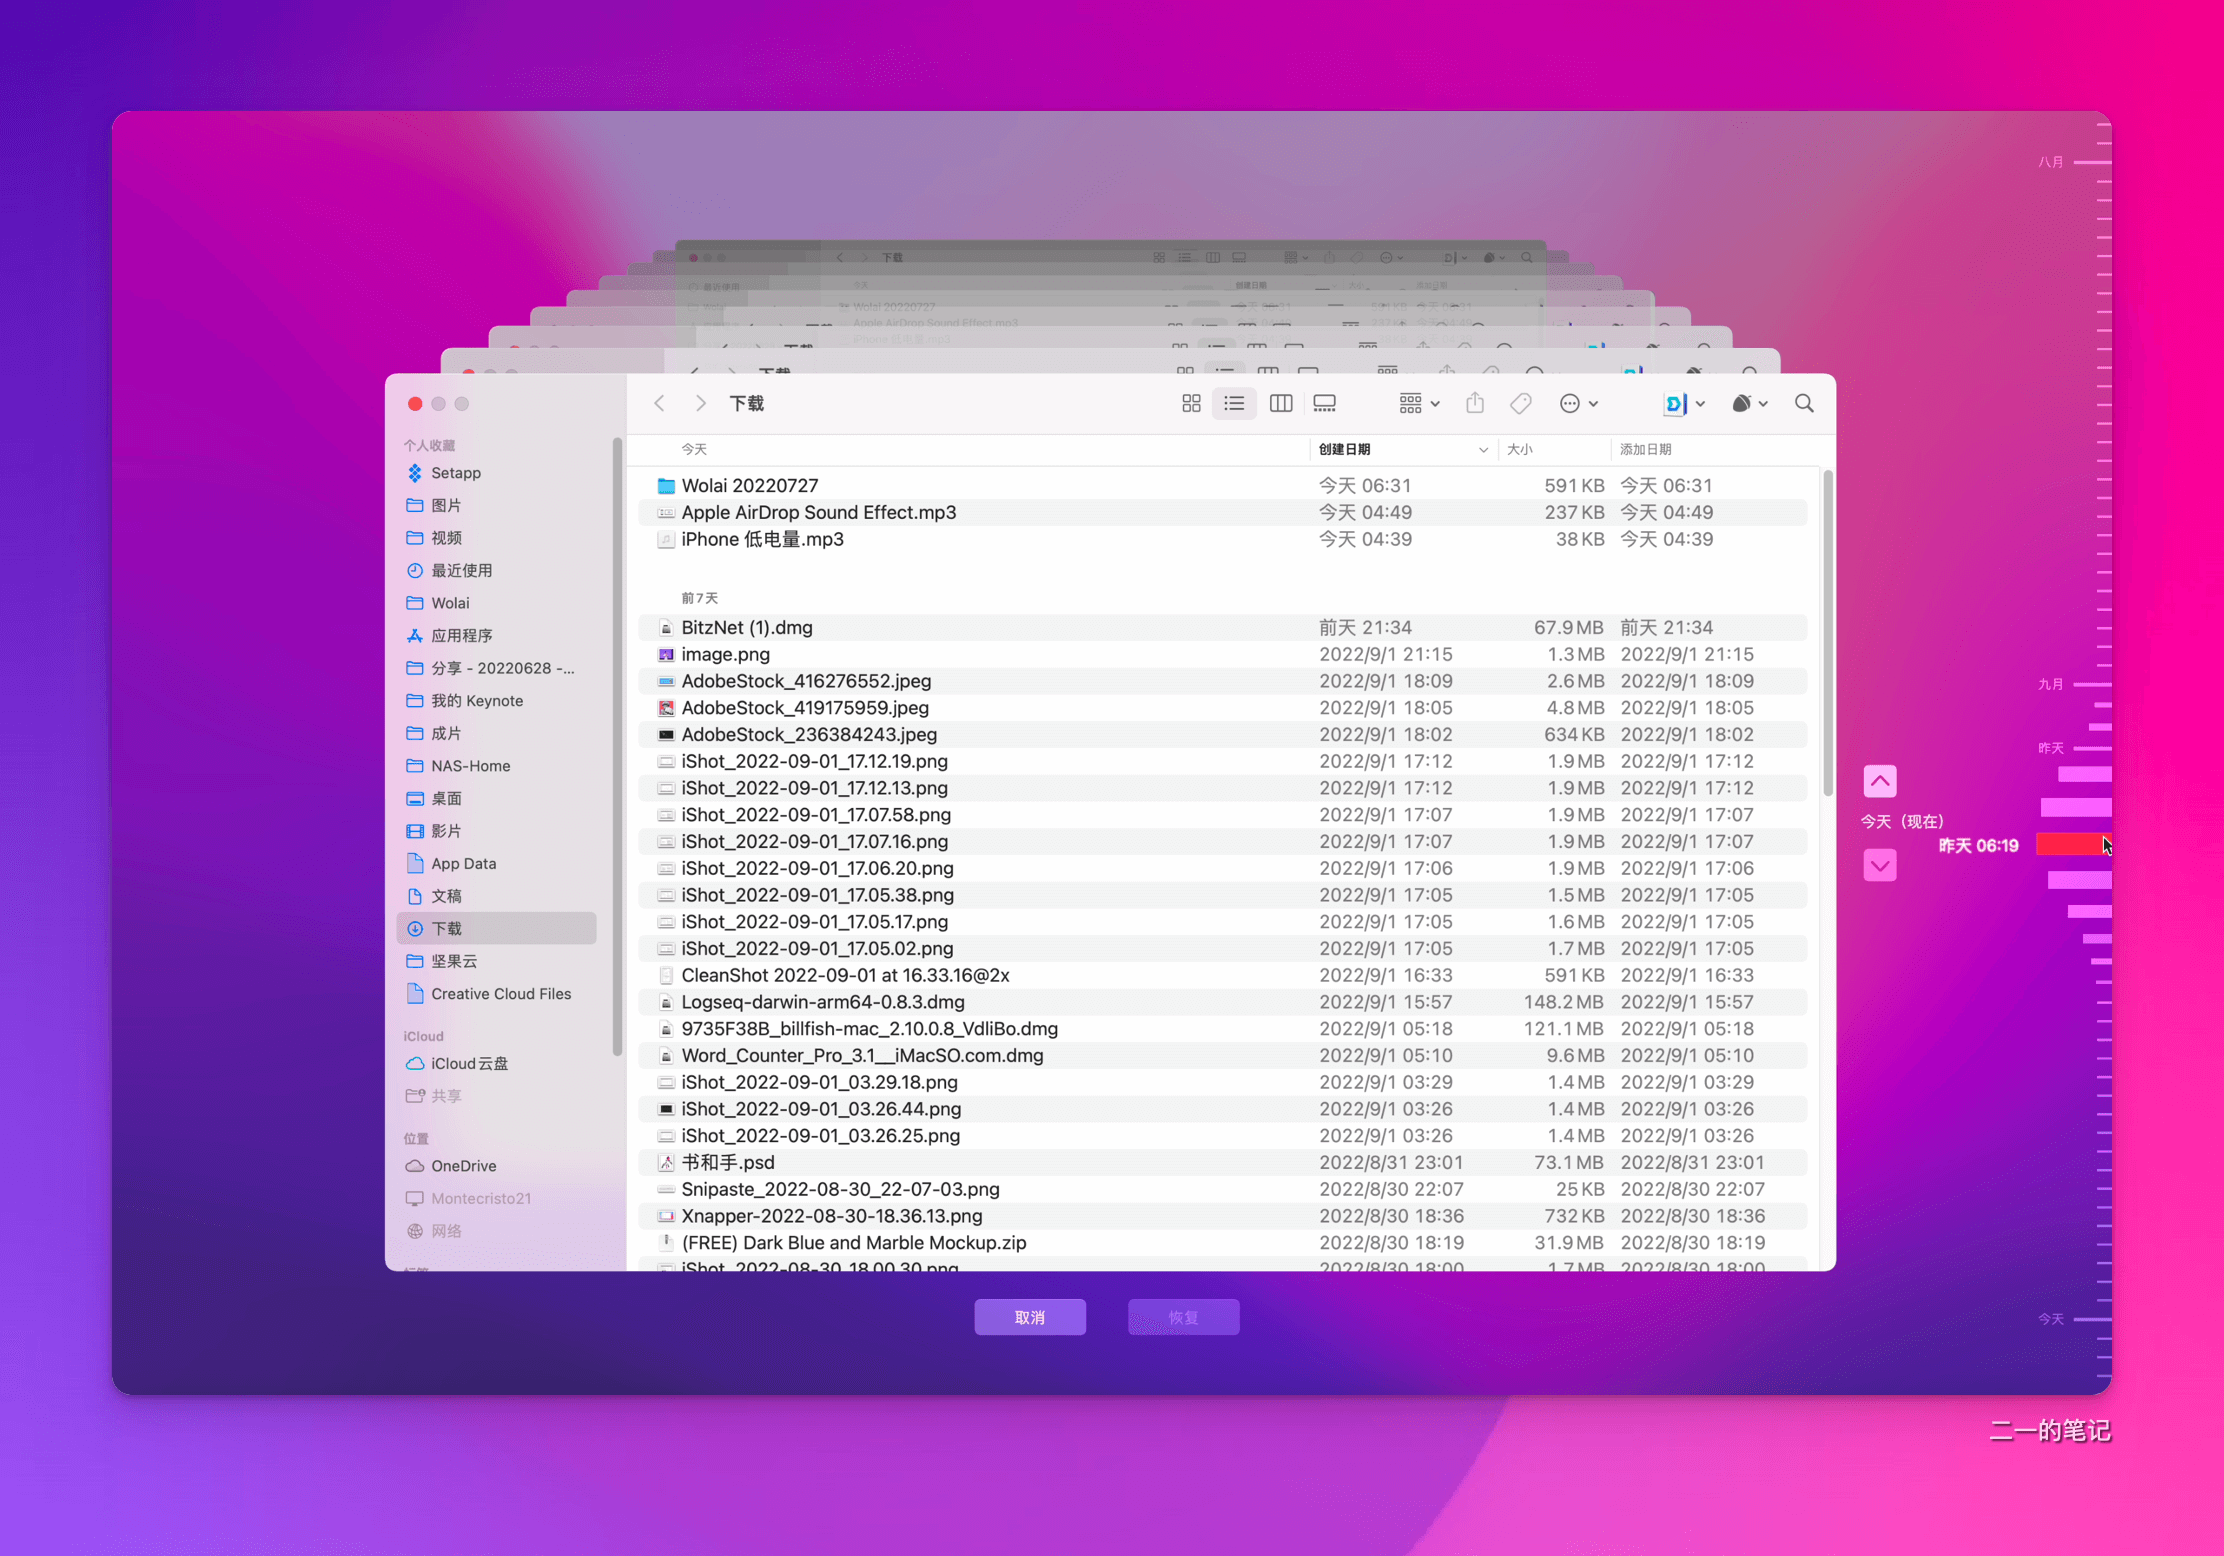 八月
下载
最近使用
今天
创建日期
大小
添加日期
Wolai 20220727
Apple AirDrop Sound Effect.mp3
下载
今天 创建日期 大小 添加日期
Wolai 20220727 今天 06:31 591 KB 今天 06:31
Apple AirDrop Sound Effect.mp3 今天 04:49 237 KB 今天 04:49
iPhone 低电量.mp3 今天 04:39 38 KB 今天 04:39
前 7 天
BitzNet (1).dmg 前天 21:34 67.9 MB 前天 21:34
image.png 2022/9/1 21:15 1.3 MB 2022/9/1 21:15
AdobeStock_416276552.jpeg 2022/9/1 18:09 2.6 MB 2022/9/1 18:09
AdobeStock_419175959.jpeg 2022/9/1 18:05 4.8 MB 2022/9/1 18:05
AdobeStock_236384243.jpeg 2022/9/1 18:02 634 KB 2022/9/1 18:02
iShot_2022-09-01_17.12.19.png 2022/9/1 17:12 1.9 MB 2022/9/1 17:12
iShot_2022-09-01_17.12.13.png 2022/9/1 17:12 1.9 MB 2022/9/1 17:12
iShot_2022-09-01_17.07.58.png 2022/9/1 17:07 1.9 MB 2022/9/1 17:07
iShot_2022-09-01_17.07.16.png 2022/9/1 17:07 1.9 MB 2022/9/1 17:07
iShot_2022-09-01_17.06.20.png 2022/9/1 17:06 1.9 MB 2022/9/1 17:06
iShot_2022-09-01_17.05.38.png 2022/9/1 17:05 1.5 MB 2022/9/1 17:05
iShot_2022-09-01_17.05.17.png 2022/9/1 17:05 1.6 MB 2022/9/1 17:05
iShot_2022-09-01_17.05.02.png 2022/9/1 17:05 1.7 MB 2022/9/1 17:05
CleanShot 2022-09-01 at 16.33.16@2x 2022/9/1 16:33 591 KB 2022/9/1 16:33
Logseq-darwin-arm64-0.8.3.dmg 2022/9/1 15:57 148.2 MB 2022/9/1 15:57
9735F38B_billfish-mac_2.10.0.8_VdliBo.dmg 2022/9/1 05:18 121.1 MB 2022/9/1 05:18
Word_Counter_Pro_3.1__iMacSO.com.dmg 2022/9/1 05:10 9.6 MB 2022/9/1 05:10
iShot_2022-09-01_03.29.18.png 2022/9/1 03:29 1.4 MB 2022/9/1 03:29
iShot_2022-09-01_03.26.44.png 2022/9/1 03:26 1.4 MB 2022/9/1 03:26
iShot_2022-09-01_03.26.25.png 2022/9/1 03:26 1.4 MB 2022/9/1 03:26
书和手.psd 2022/8/31 23:01 73.1 MB 2022/8/31 23:01
Snipaste_2022-08-30_22-07-03.png 2022/8/30 22:07 25 KB 2022/8/30 22:07
Xnapper-2022-08-30-18.36.13.png 2022/8/30 18:36 732 KB 2022/8/30 18:36
(FREE) Dark Blue and Marble Mockup.zip 2022/8/30 18:19 31.9 MB 2022/8/30 18:19
iShot_2022-08-30_18.00.30.png 2022/8/30 18:00 1.7 MB 2022/8/30 18:00
个人收藏
Setapp
图片
视频
最近使用
Wolai
应用程序
分享 - 20220628 -...
我的 Keynote
成片
NAS-Home
桌面
影片
App Data
文稿
下载
坚果云
Creative Cloud Files
iCloud
iCloud 云盘
共享
位置
OneDrive
Montecristo21
网络
九月
昨天
今天（现在）
昨天 06:19
今天
取消
恢复
二一的笔记